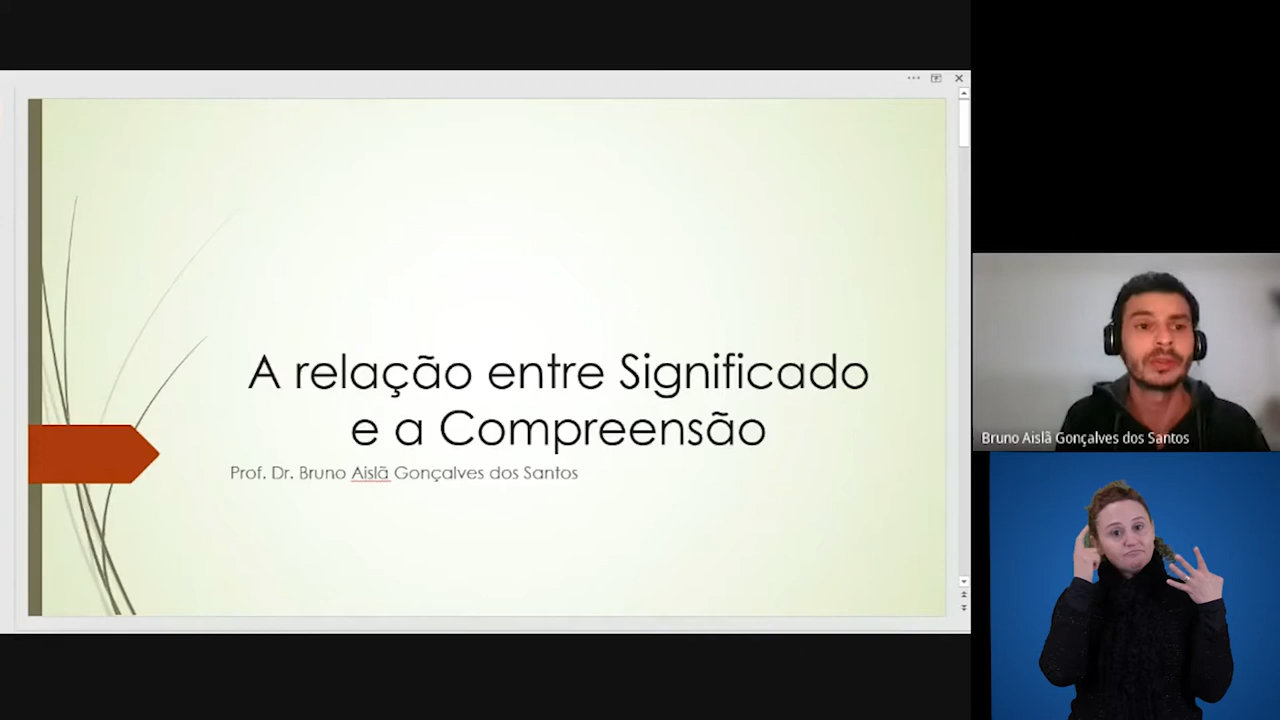 A relação entre Significado
e a Compreensão
Prof. Dr. Bruno Aislã Gonçalves dos Santos
Bruno Aislã Gonçalves dos Santos